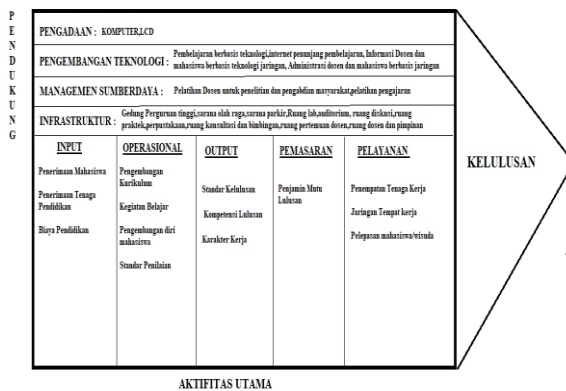 PENDUKUNG
PENGADAAN : KOMPUTER,LCD
PENGEMBANGAN TEKNOLOGI : Pembelajaran berbasis teknologi,internet penunjang pembelajaran, Informasi Dosen dan
mahasiswa berbasis teknologi jaringan, Administrasi dosen dan mahasiswa berbasis jaringan
MANAGEMEN SUMBERDAYA : Pelatihan Dosen untuk penelitian dan pengabdian masyarakat,pelatihan pengajaran
INFRASTRUKTUR : Gedung Perguruan tinggi,sarana olah raga,sarana parkir,Ruang lab,auditorium, ruang diskusi,ruang
praktek,perpustakaan,ruang konsultasi dan bimbingan,ruang pertemuan dosen,ruang dosen dan pimpinan
INPUT
Penerimaan Mahasiswa
Penerimaan Tenaga
Pendidikan
Biaya Pendidikan
OPERASIONAL
Pengembangan
Kurikulum
Kegiatan Belajar
Pengembangan diri
mahasiswa
Standar Penilaian
OUTPUT
Standar Kelulusan
Kompetensi Lulusan
Karakter Kerja
PEMASARAN
Penjamin Mutu
Lulusan
PELAYANAN
Penempatan Tenaga Kerja
Jaringan Tempat kerja
Pelepasan mahasiswa/wisuda
KELULUSAN
AKTIFITAS UTAMA